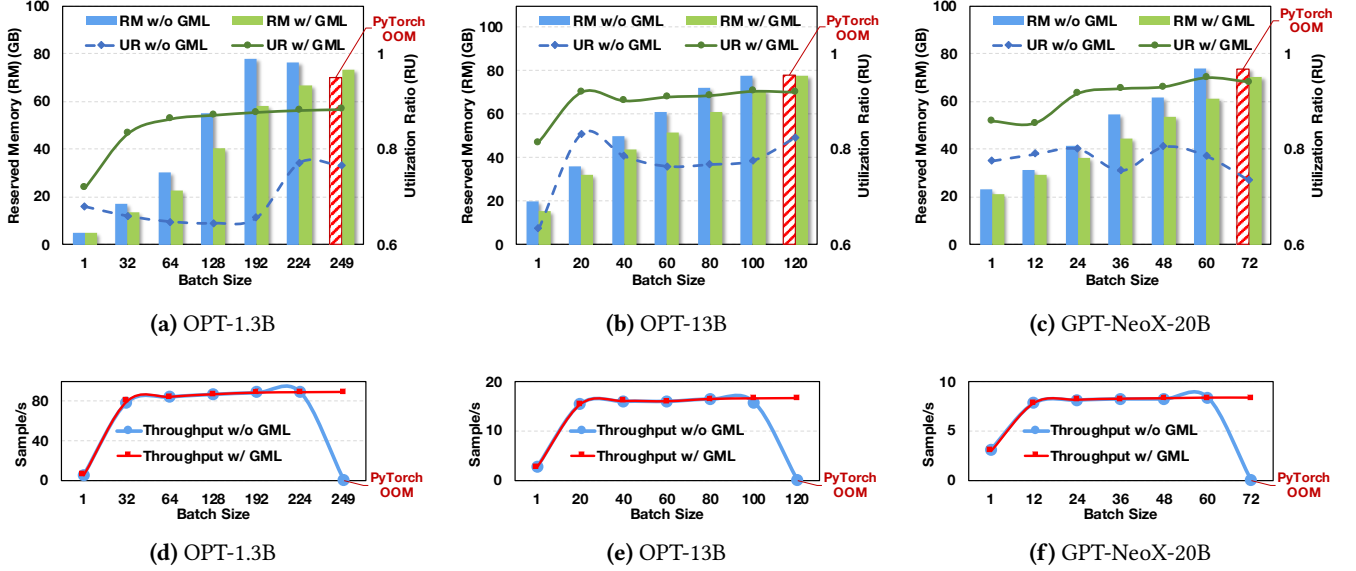 RM w/o GML
RM w/ GML
UR w/o GML
UR w/ GML
PyTorch
OOM
Reserved Memory (RM) (GB)
100
80
60
40
20
0
1
0.8
0.6
Utilization Ratio (RU)
1 32 64 128 192 224 249
Batch Size
(a) OPT-1.3B
RM w/o GML
RM w/ GML
UR w/o GML
UR w/ GML
PyTorch
OOM
Reserved Memory (RM) (GB)
100
80
60
40
20
0
1
0.8
0.6
Utilization Ratio (RU)
1 20 40 60 80 100 120
Batch Size
(b) OPT-13B
RM w/o GML
RM w/ GML
UR w/o GML
UR w/ GML
PyTorch
OOM
Reserved Memory (RM) (GB)
100
80
60
40
20
0
1
0.8
0.6
Utilization Ratio (RU)
1 12 24 36 48 60 72
Batch Size
(c) GPT-NeoX-20B
Sample/s
80
40
0
Throughput w/o GML
Throughput w/ GML
PyTorch
OOM
1 32 64 128 192 224 249
Batch Size
(d) OPT-1.3B
Sample/s
20
15
10
5
0
Throughput w/o GML
Throughput w/ GML
PyTorch
OOM
1 20 40 60 80 100 120
Batch Size
(e) OPT-13B
Sample/s
10
5
0
Throughput w/o GML
Throughput w/ GML
PyTorch
OOM
1 12 24 36 48 60 72
Batch Size
(f) GPT-NeoX-20B